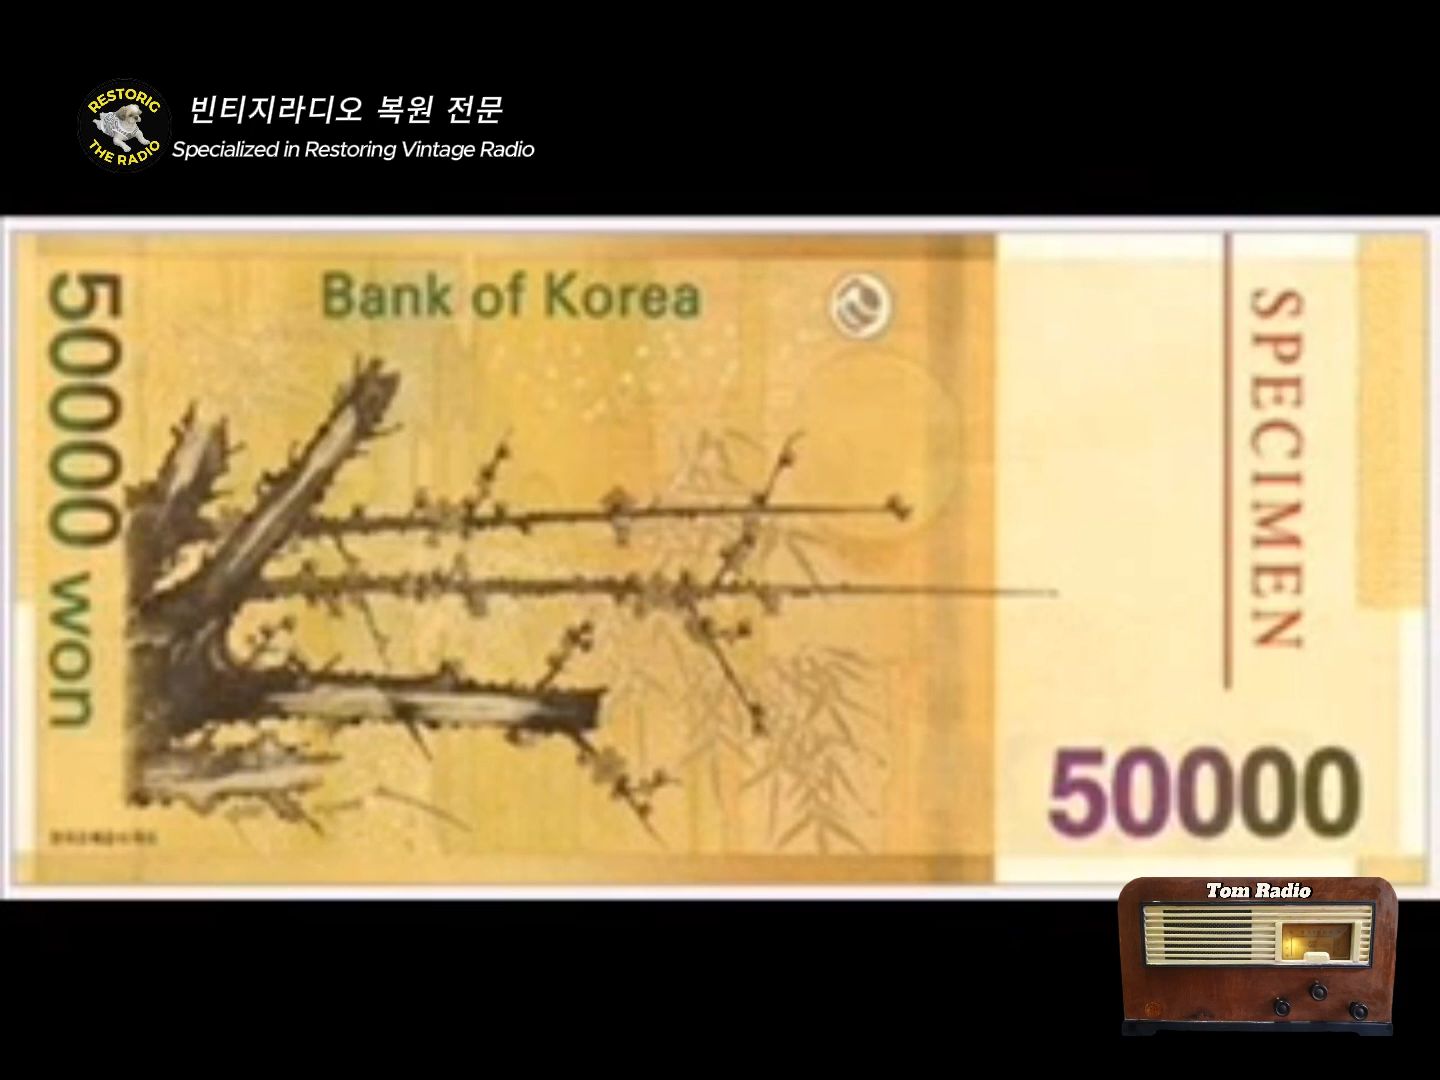 RESTORIG
THE RADIO
빈티지라디오 복원 전문
Specialized in Restoring Vintage Radio
Bank of Korea
50000 won
SPECIMEN
50000
Tom Radio